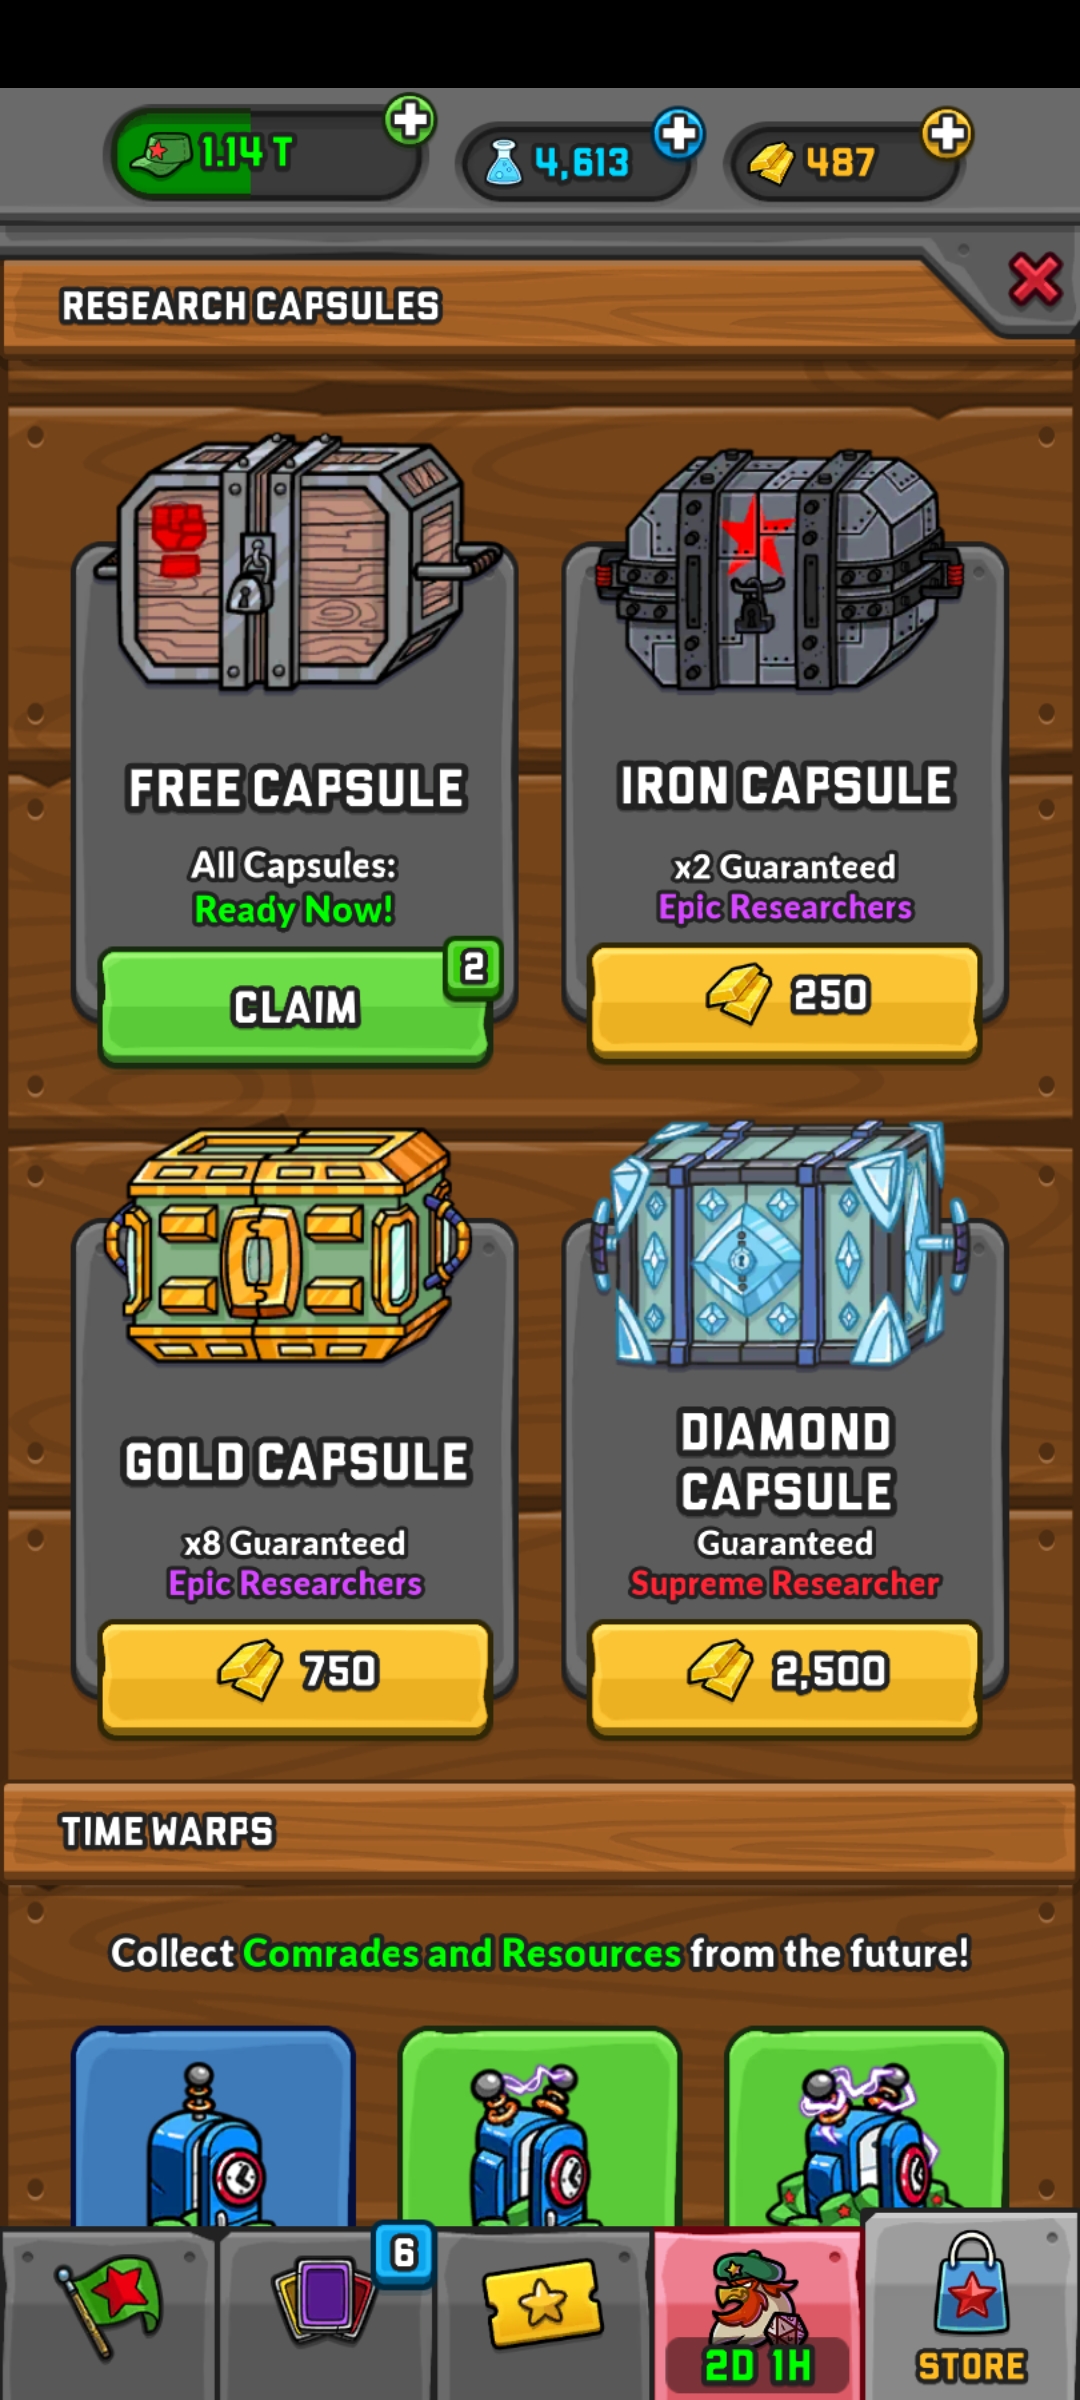 1.14 T
4,613
487
RESEARCH CAPSULES
FREE CAPSULE
All Capsules:
Ready Now!
2
CLAIM
IRON CAPSULE
x2 Guaranteed
Epic Researchers
250
GOLD CAPSULE
x8 Guaranteed
Epic Researchers
750
DIAMOND
CAPSULE
Guaranteed
Supreme Researcher
2,500
TIME WARPS
Collect Comrades and Resources from the future!
6
2D 1H
STORE